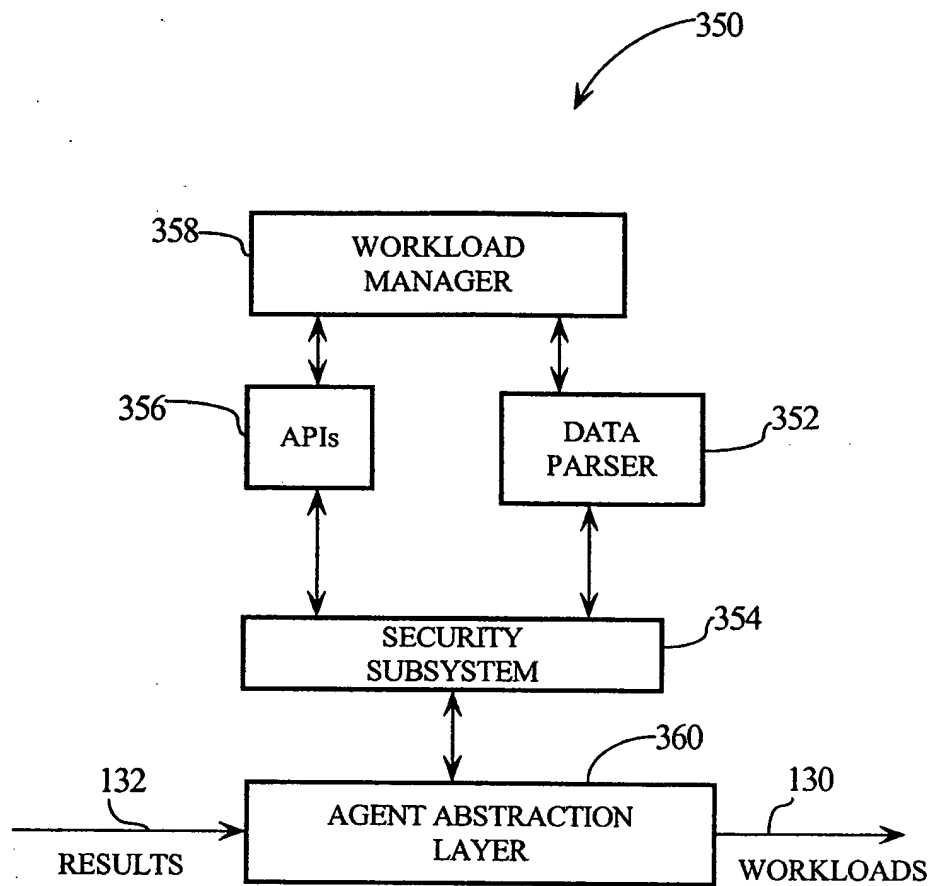 350
358
WORKLOAD
MANAGER
356
APIs
DATA
PARSER
352
SECURITY
SUBSYSTEM
354
360
132
RESULTS
AGENT ABSTRACTION
LAYER
130
WORKLOADS